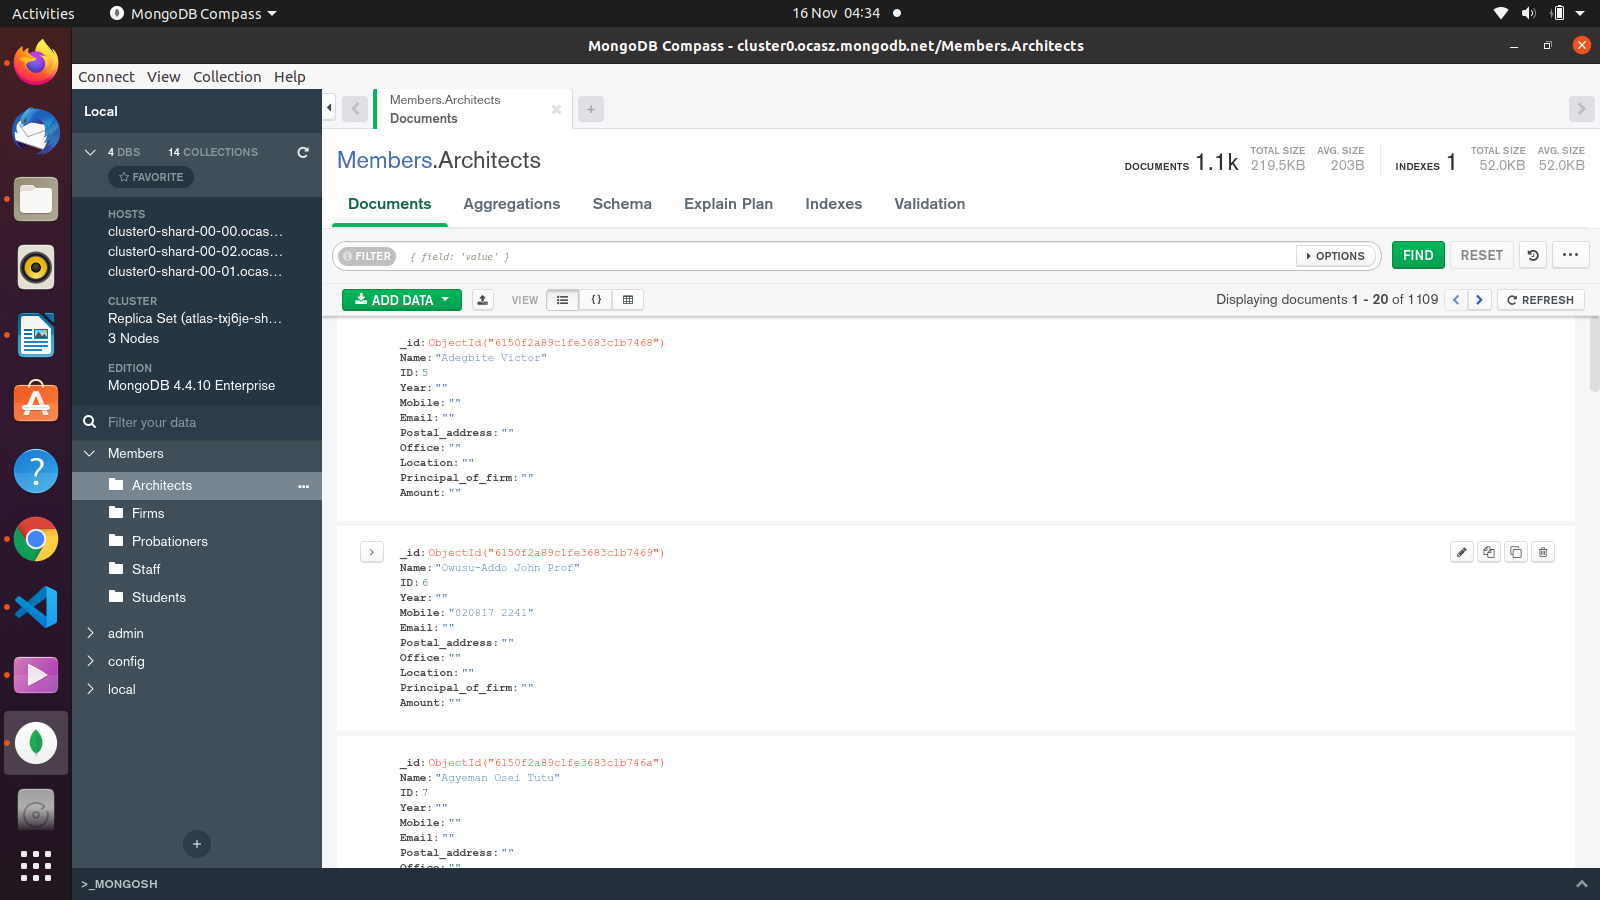 Activities
MongoDB Compass
16 Nov 04:34
MongoDB Compass - cluster0.ocasz.mongodb.net/Members.Architects
Connect View Collection Help
Local
4 DBS 14 COLLECTIONS
FAVORITE
HOSTS
cluster0-shard-00-00.ocas...
cluster0-shard-00-02.ocas...
cluster0-shard-00-01.ocas...
CLUSTER
Replica Set (atlas-txj6je-sh...
3 Nodes
EDITION
MongoDB 4.4.10 Enterprise
Filter your data
Members
Architects
Firms
Probationers
Staff
Students
admin
config
local
>_MONGOSH
Members.Architects
Documents
Members.Architects
DOCUMENTS 1.1k TOTAL SIZE 219.5KB AVG. SIZE 203B
INDEXES 1 TOTAL SIZE 52.0KB AVG. SIZE 52.0KB
Documents Aggregations Schema Explain Plan Indexes Validation
FILTER { field: 'value' } OPTIONS FIND RESET
ADD DATA VIEW Displaying documents 1 - 20 of 1109 REFRESH
_id: ObjectId("6150f2a89c1fe3683c1b7468")
Name: "Adegbite Victor"
ID: 5
Year: ""
Mobile: ""
Email: ""
Postal_address: ""
Office: ""
Location: ""
Principal_of_firm: ""
Amount: ""
_id: ObjectId("6150f2a89c1fe3683c1b7469")
Name: "Owusu-Addo John Prof"
ID: 6
Year: ""
Mobile: "020817 2241"
Email: ""
Postal_address: ""
Office: ""
Location: ""
Principal_of_firm: ""
Amount: ""
_id: ObjectId("6150f2a89c1fe3683c1b746a")
Name: "Agyeman Osei Tutu"
ID: 7
Year: ""
Mobile: ""
Email: ""
Postal_address: ""
Office: ""